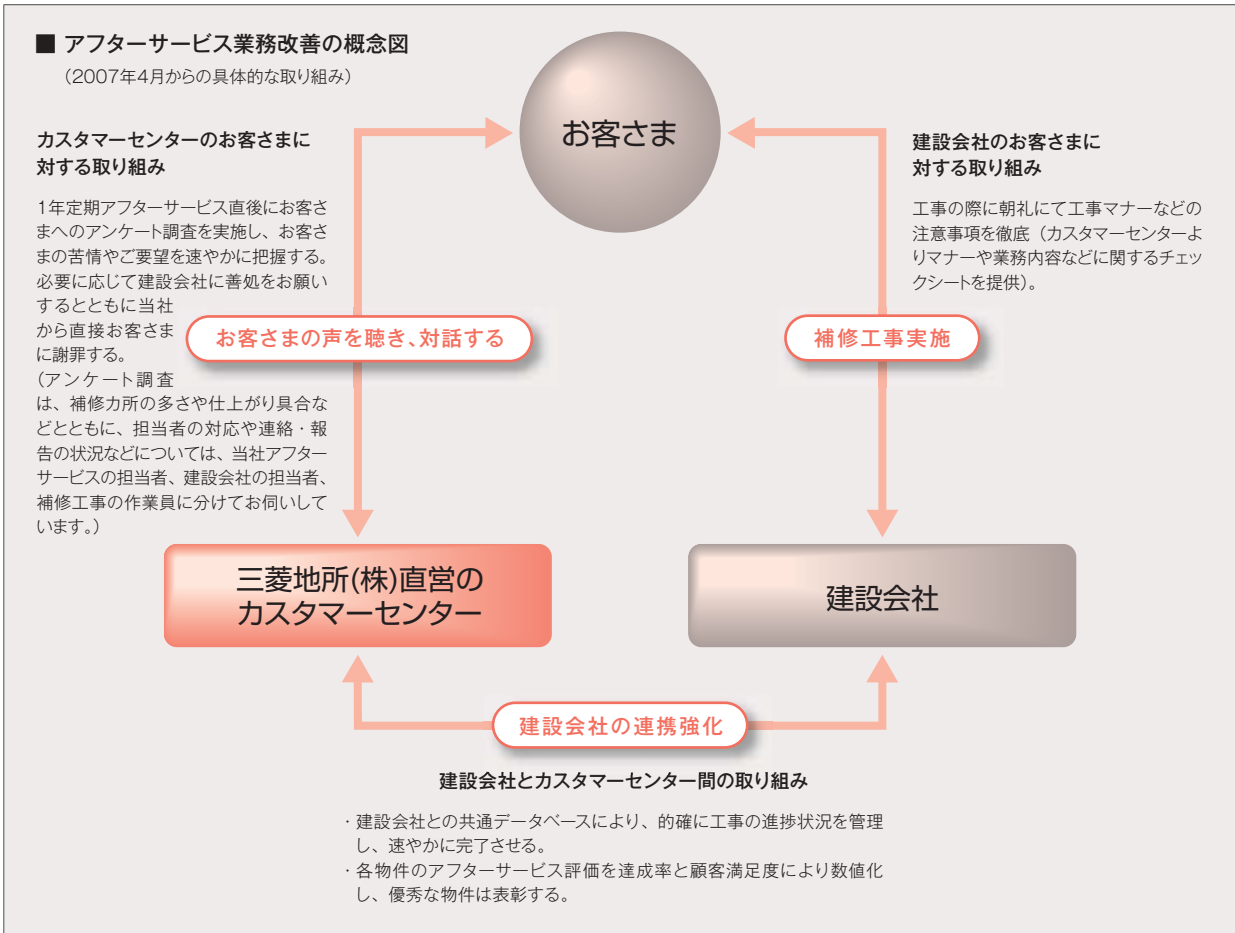 ■ アフターサービス業務改善の概念図
（2007年4月からの具体的な取り組み）
お客さま
カスタマーセンターのお客さまに
対する取り組み
1年定期アフターサービス直後にお客さ
まへのアンケート調査を実施し、お客さ
まの苦情やご要望を速やかに把握する。
必要に応じて建設会社に善処をお願い
するとともに当社
から直接お客さま
に謝罪する。
（アンケート調査
は、補修カ所の多さや仕上がり具合な
どとともに、担当者の対応や連絡・報
告の状況などについては、当社アフター
サービスの担当者、建設会社の担当者、
補修工事の作業員に分けてお伺いして
います。）
お客さまの声を聴き、対話する
建設会社のお客さまに
対する取り組み
工事の際に朝礼にて工事マナーなどの
注意事項を徹底（カスタマーセンターよ
りマナーや業務内容などに関するチェッ
クシートを提供）。
補修工事実施
三菱地所(株)直営の
カスタマーセンター
建設会社
建設会社の連携強化
建設会社とカスタマーセンター間の取り組み
・建設会社との共通データベースにより、的確に工事の進捗状況を管理
し、速やかに完了させる。
・各物件のアフターサービス評価を達成率と顧客満足度により数値化
し、優秀な物件は表彰する。